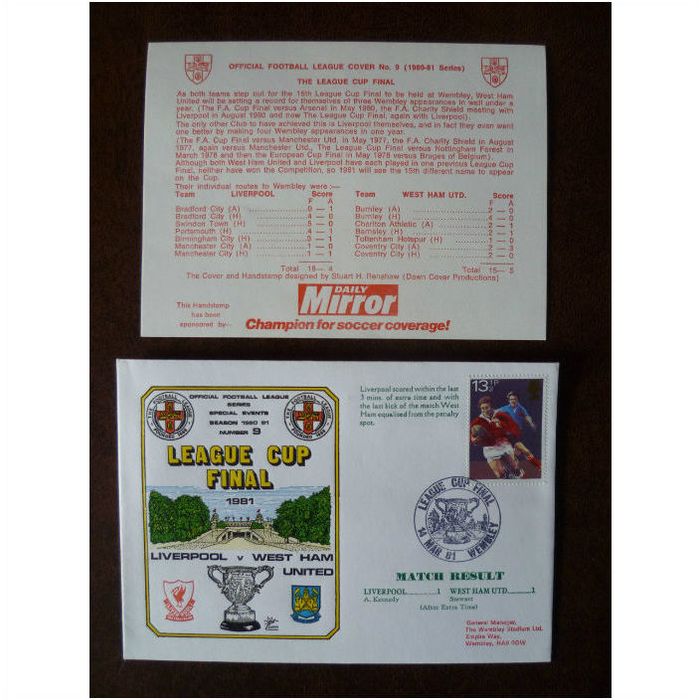 OFFICIAL FOOTBALL LEAGUE COVER No. 9 (1980-81 Series)
THE LEAGUE CUP FINAL
As both teams step out for the 15th League Cup Final to be held at Wembley, West Ham
United will be setting a record for themselves of three Wembley appearances in well under a
year. (The F.A. Cup Final versus Arsenal in May 1980, the F.A. Charity Shield meeting with
Liverpool in August 1980 and now The League Cup Final, again with Liverpool).
The only other Club to have achieved this is Liverpool themselves, and in fact they even went
one better by making four Wembley appearances in one year.
(The F.A. Cup Final versus Manchester Utd, in May 1977, the F.A. Charity Shield in August
1977, again versus Manchester Utd., The League Cup Final versus Nottingham Forest in
March 1978 and then the European Cup Final in May 1978 versus Bruges of Belgium).
Although both West Ham United and Liverpool have each played in one previous League Cup
Final, neither have won the Competition, so 1981 will see the 15th different name to appear
on the Cup.
Their individual routes to Wembley were:—
Team LIVERPOOL Score Team WEST HAM UTD. Score
F A F A
Bradford City (A) 0 — 1 Burnley (A) 2 — 0
Bradford City (H) 4 — 0 Burnley (H) 4 — 0
Swindon Town (H) 5 — 0 Charlton Athletic (A) 2 — 1
Portsmouth (H) 4 — 1 Barnsley (H) 2 — 1
Birmingham City (H) 3 — 1 Tottenham Hotspur (H) 1 — 0
Manchester City (A) 1 — 0 Coventry City (A) 2 — 3
Manchester City (H) 1 — 1 Coventry City (H) 2 — 0
Total 18— 4 Total 15— 5
The Cover and Handstamp designed by Stuart H. Renshaw (Dawn Cover Productions)
This Handstamp
has been
sponsored by—
DAILY
Mirror
Champion for soccer coverage!
OFFICIAL FOOTBALL LEAGUE
SERIES
SPECIAL EVENTS
SEASON 1980 81
NUMBER 9
THE FOOTBALL LEAGUE
FOUNDED 1888
THE FOOTBALL LEAGUE
FOUNDED 1888
LEAGUE CUP
FINAL
1981
LIVERPOOL v WEST HAM
UNITED
Liverpool scored within the last
3 mins. of extra time and with
the last kick of the match West
Ham equalised from the penalty
spot.
13½P
LEAGUE CUP FINAL
14 MAR. 81 WEMBLEY
MATCH RESULT
LIVERPOOL............1 WEST HAM UTD.........1
A. Kennedy Stewart
(After Extra Time)
General Manager,
The Wembley Stadium Ltd.
Empire Way,
Wembley, HA9 0DW